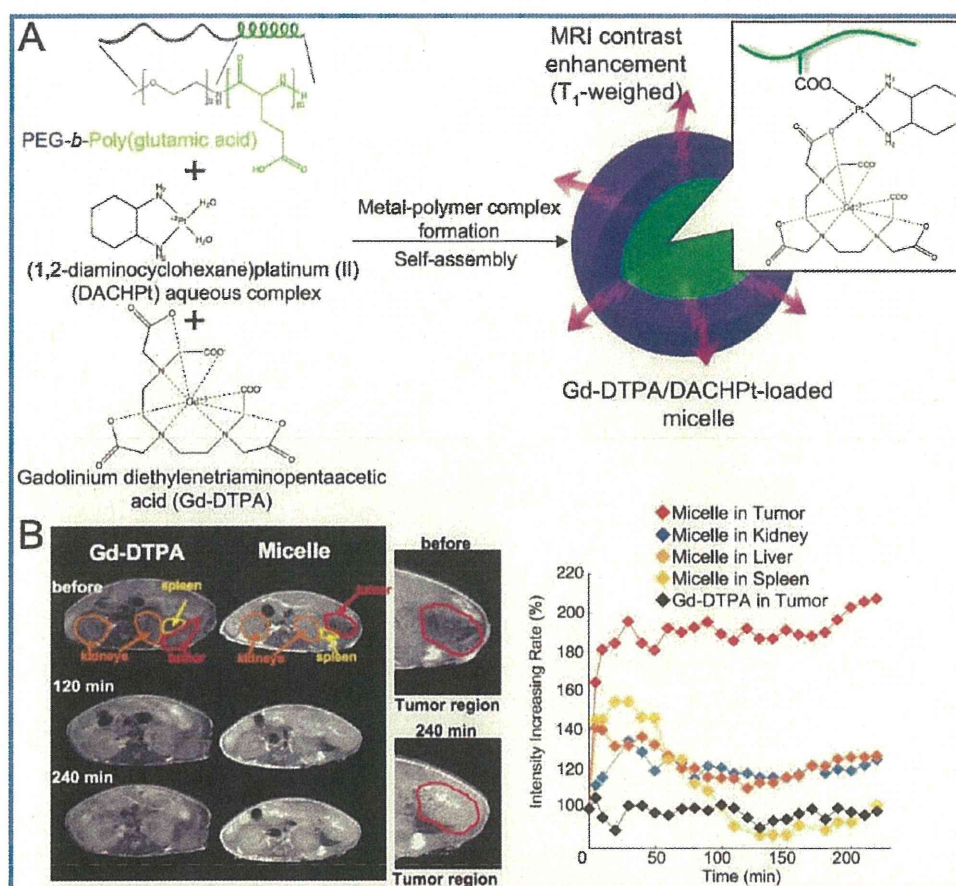 A
PEG-b-Poly(glutamic acid)
+
(1,2-diaminocyclohexane)platinum (II)
(DACHPt) aqueous complex
+
Gadolinium diethylenetriaminopentaacetic
acid (Gd-DTPA)
Metal-polymer complex
formation
Self-assembly
MRI contrast
enhancement
(T1-weighed)
COO
Pt
Gd-DTPA/DACHPt-loaded
micelle
B
Gd-DTPA
Micelle
before
spleen
kidneys
tumor
tumor
kidneys
spleen
120 min
240 min
before
Tumor region
240 min
Tumor region
Micelle in Tumor
Micelle in Kidney
Micelle in Liver
Micelle in Spleen
Gd-DTPA in Tumor
Intensity Increasing Rate (%)
220
200
180
160
140
120
100
80
0
50
100
150
200
Time (min)